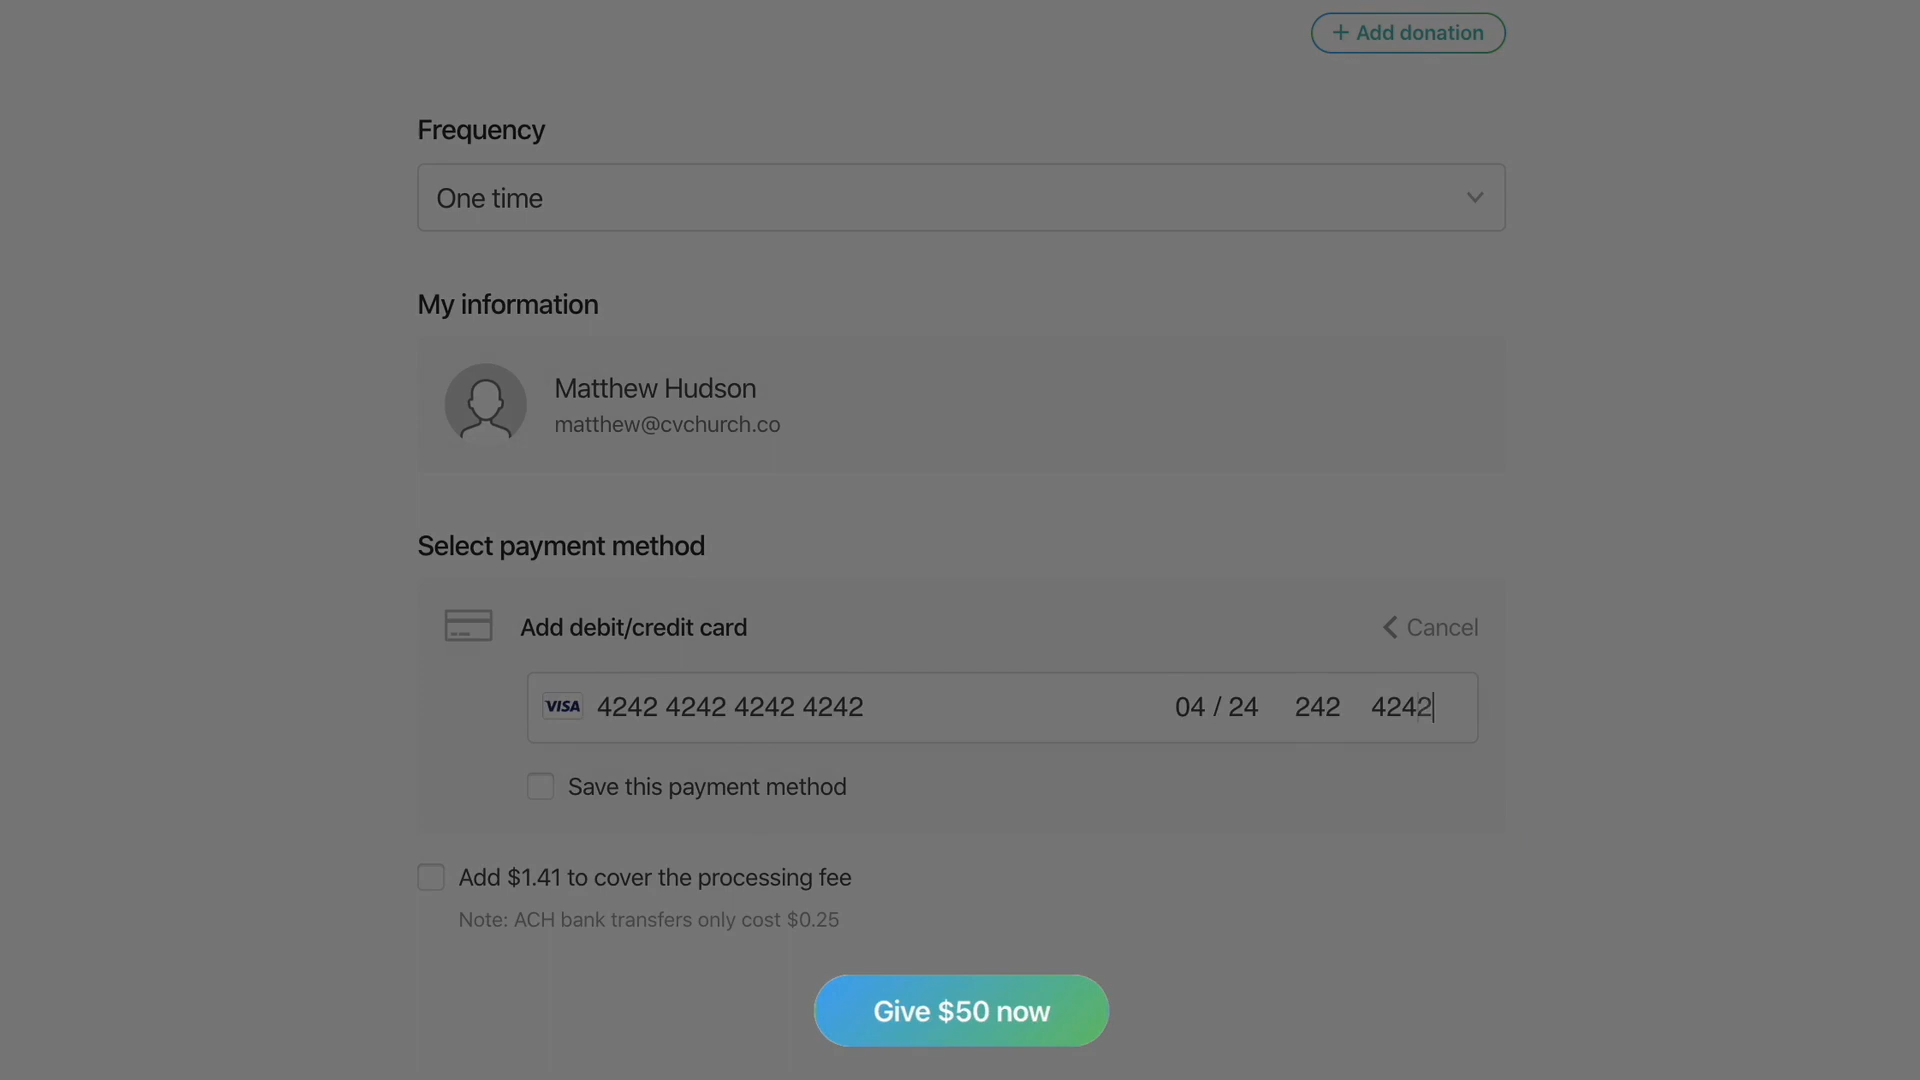 + Add donation
Frequency
One time
My information
Matthew Hudson
matthew@cvchurch.co
Select payment method
Add debit/credit card
Cancel
VISA 4242 4242 4242 4242 04 / 24 242 4242
Save this payment method
Add $1.41 to cover the processing fee
Note: ACH bank transfers only cost $0.25
Give $50 now